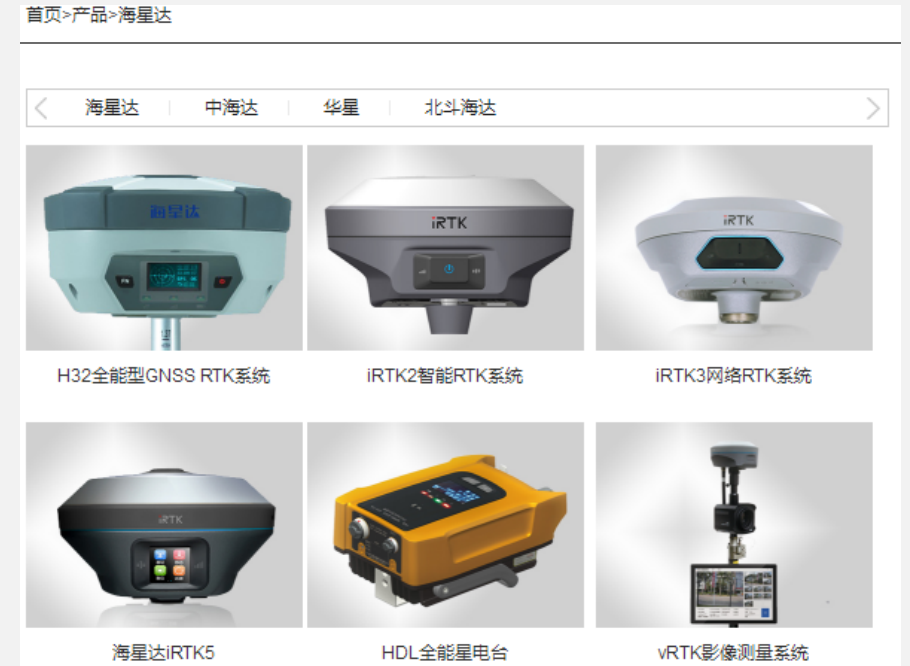 首页>产品>海星达
海星达 中海达 华星 北斗海达
海星达
iRTK
iRTK
H32全能型GNSS RTK系统
iRTK2智能RTK系统
iRTK3网络RTK系统
iRTK
海星达iRTK5
HDL全能星电台
vRTK影像测量系统